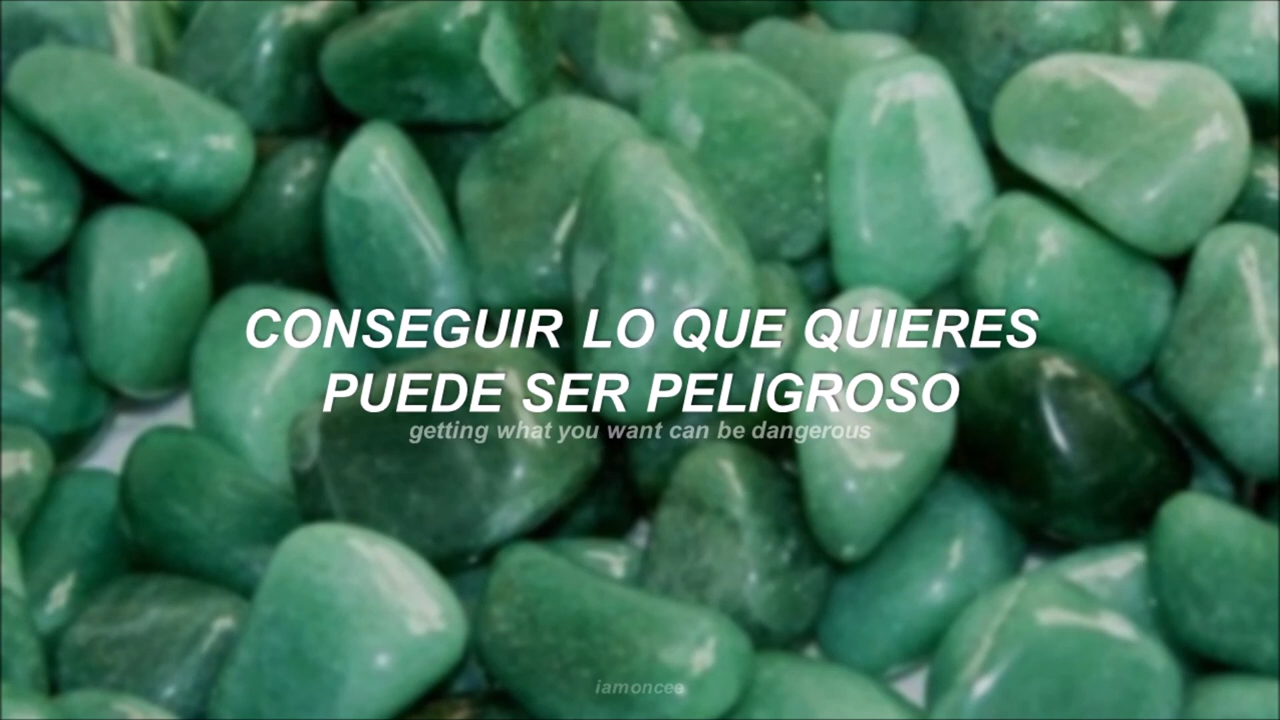 CONSEGUIR LO QUE QUIERES
PUEDE SER PELIGROSO
getting what you want can be dangerous
iamoncee